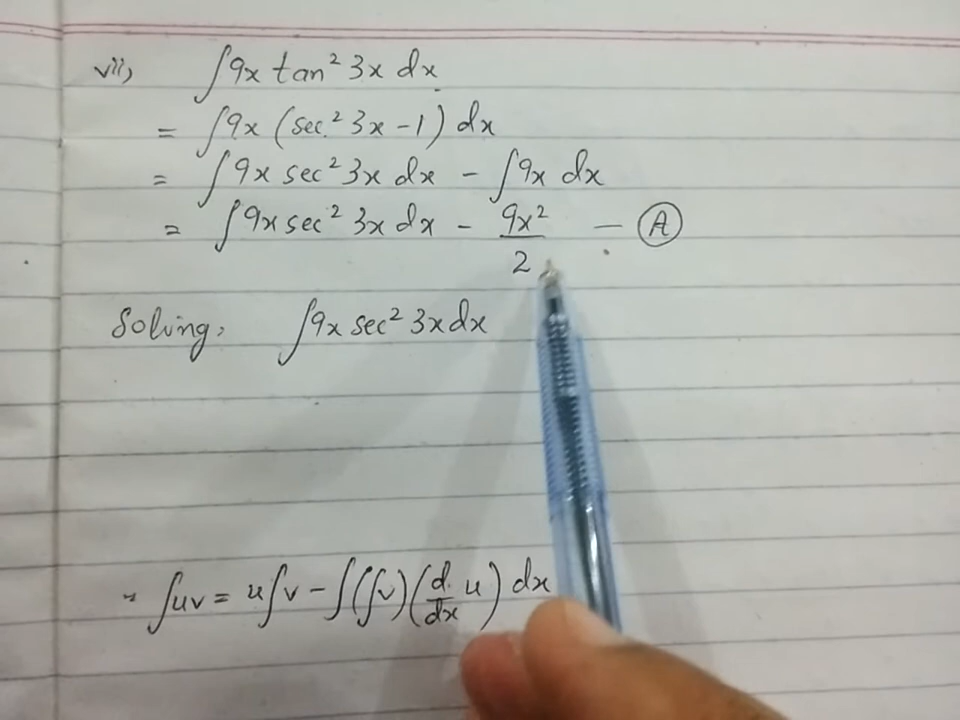 vii, ∫9x tan² 3x dx
= ∫9x (sec² 3x -1) dx
= ∫9x sec² 3x dx - ∫9x dx
= ∫9x sec² 3x dx - 9x²/2 — Ⓐ
Solving, ∫9x sec² 3x dx
∫uv = u∫v - ∫(∫v)(d/dx u) dx